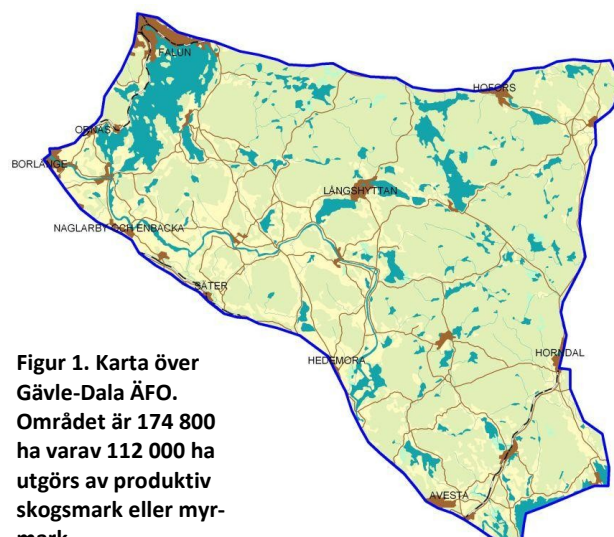 FALUN
HOFORS
ORNÄS
BORLÄNGE
LÅNGSHYTTAN
NAGLARBY OCH ENBACKA
SÄTER
HEDEMORA
HORNDAL
AVESTA
Figur 1. Karta över
Gävle-Dala ÄFO.
Området är 174 800
ha varav 112 000 ha
utgörs av produktiv
skogsmark eller myr-
mark